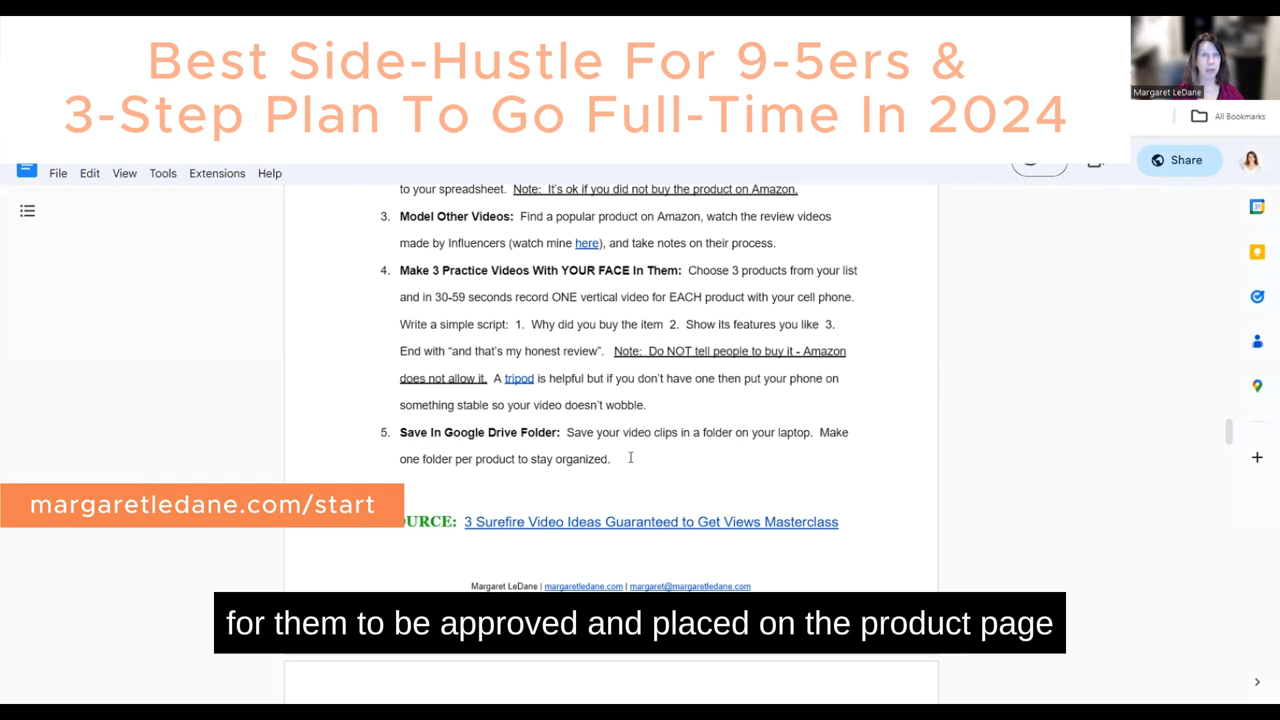 Best Side-Hustle For 9-5ers &
3-Step Plan To Go Full-Time In 2024
Margaret LeDane
All Bookmarks
File Edit View Tools Extensions Help
Share
to your spreadsheet. Note: It's ok if you did not buy the product on Amazon.
3. Model Other Videos: Find a popular product on Amazon, watch the review videos
made by Influencers (watch mine here), and take notes on their process.
4. Make 3 Practice Videos With YOUR FACE In Them: Choose 3 products from your list
and in 30-59 seconds record ONE vertical video for EACH product with your cell phone.
Write a simple script: 1. Why did you buy the item 2. Show its features you like 3.
End with “and that's my honest review”. Note: Do NOT tell people to buy it - Amazon
does not allow it. A tripod is helpful but if you don't have one then put your phone on
something stable so your video doesn't wobble.
5. Save In Google Drive Folder: Save your video clips in a folder on your laptop. Make
one folder per product to stay organized.
margaretledane.com/start
OURCE: 3 Surefire Video Ideas Guaranteed to Get Views Masterclass
Margaret LeDane | margaretledane.com | margaret@margaretledane.com
for them to be approved and placed on the product page